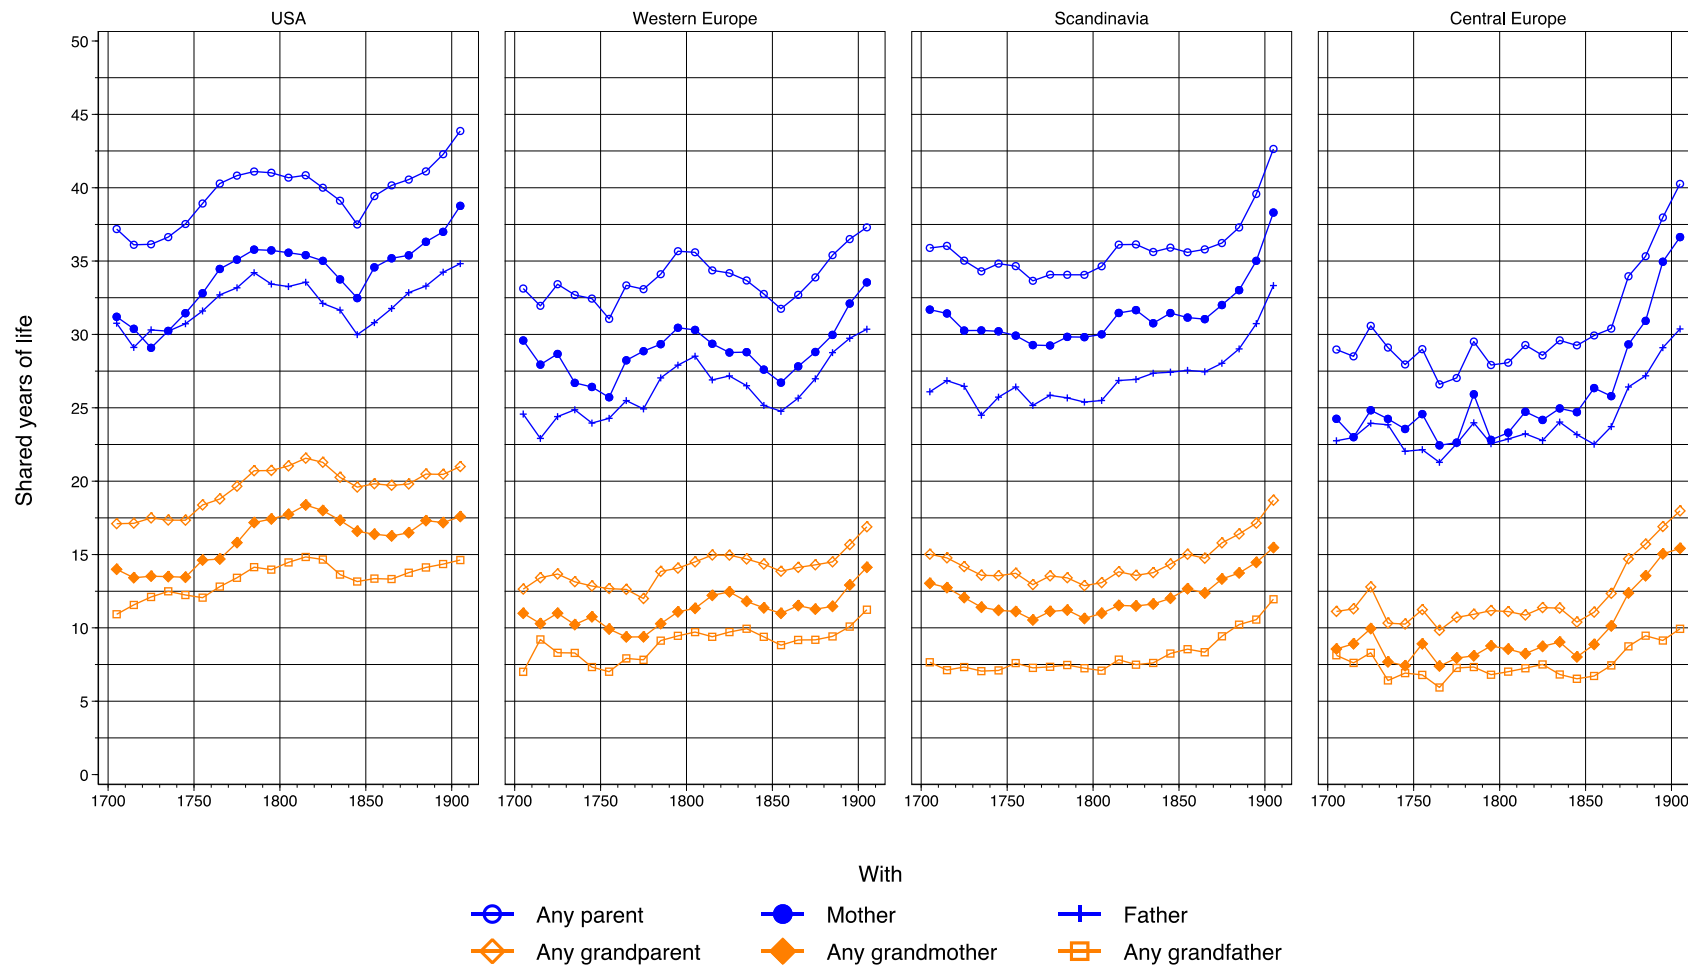 USA Western Europe Scandinavia Central Europe
Shared years of life
50
45
40
35
30
25
20
15
10
5
0
1700 1750 1800 1850 1900 1700 1750 1800 1850 1900 1700 1750 1800 1850 1900 1700 1750 1800 1850 1900
With
Any parent Mother Father
Any grandparent Any grandmother Any grandfather